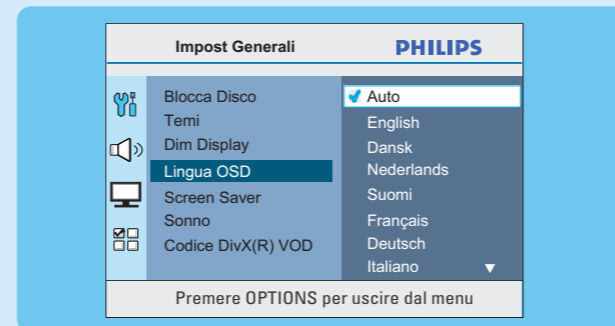 Impost Generali
PHILIPS
Blocca Disco
Temi
Dim Display
Lingua OSD
Screen Saver
Sonno
Codice DivX(R) VOD
Auto
English
Dansk
Nederlands
Suomi
Français
Deutsch
Italiano
Premere OPTIONS per uscire dal menu